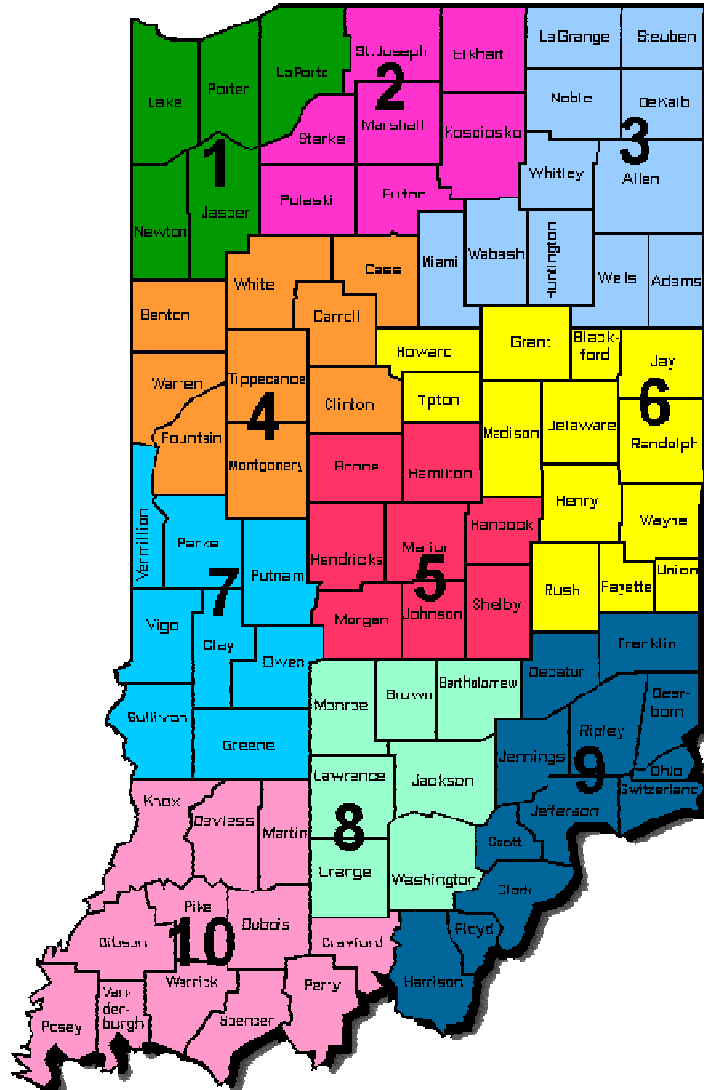 LaGrange
Steuben
St. Joseph
Elkhart
LaPorte
Porter
Lake
2
Noble
DeKalb
Marshall
Starke
Kosciosko
3
1
Whitley
Allen
Pulaski
Fulton
Jasper
Newton
Miami
Wabash
Huntington
Cass
White
Wells
Adams
Benton
Carroll
Howard
Grant
Black-
ford
Jay
Warren
Tippecanoe
Clinton
Tipton
4
6
Madison
Delaware
Randolph
Fountain
Montgomery
Boone
Hamilton
Henry
Wayne
Hancock
Vermillion
Parke
Hendricks
Marion
Putnam
7
5
Rush
Fayette
Union
Shelby
Morgan
Johnson
Vigo
Clay
Owen
Franklin
Decatur
Monroe
Brown
Bartholomew
Dear-
born
Sullivan
Greene
Jennings
Ripley
9
Ohio
Lawrance
Jackson
Switzerland
Knox
Daviess
Martin
8
Jefferson
Scott
Orange
Washington
Clark
Pike
Dubois
Gibson
10
Crawford
Floyd
Harrison
Warrick
Perry
Van-
der-
burgh
Posey
Spencer